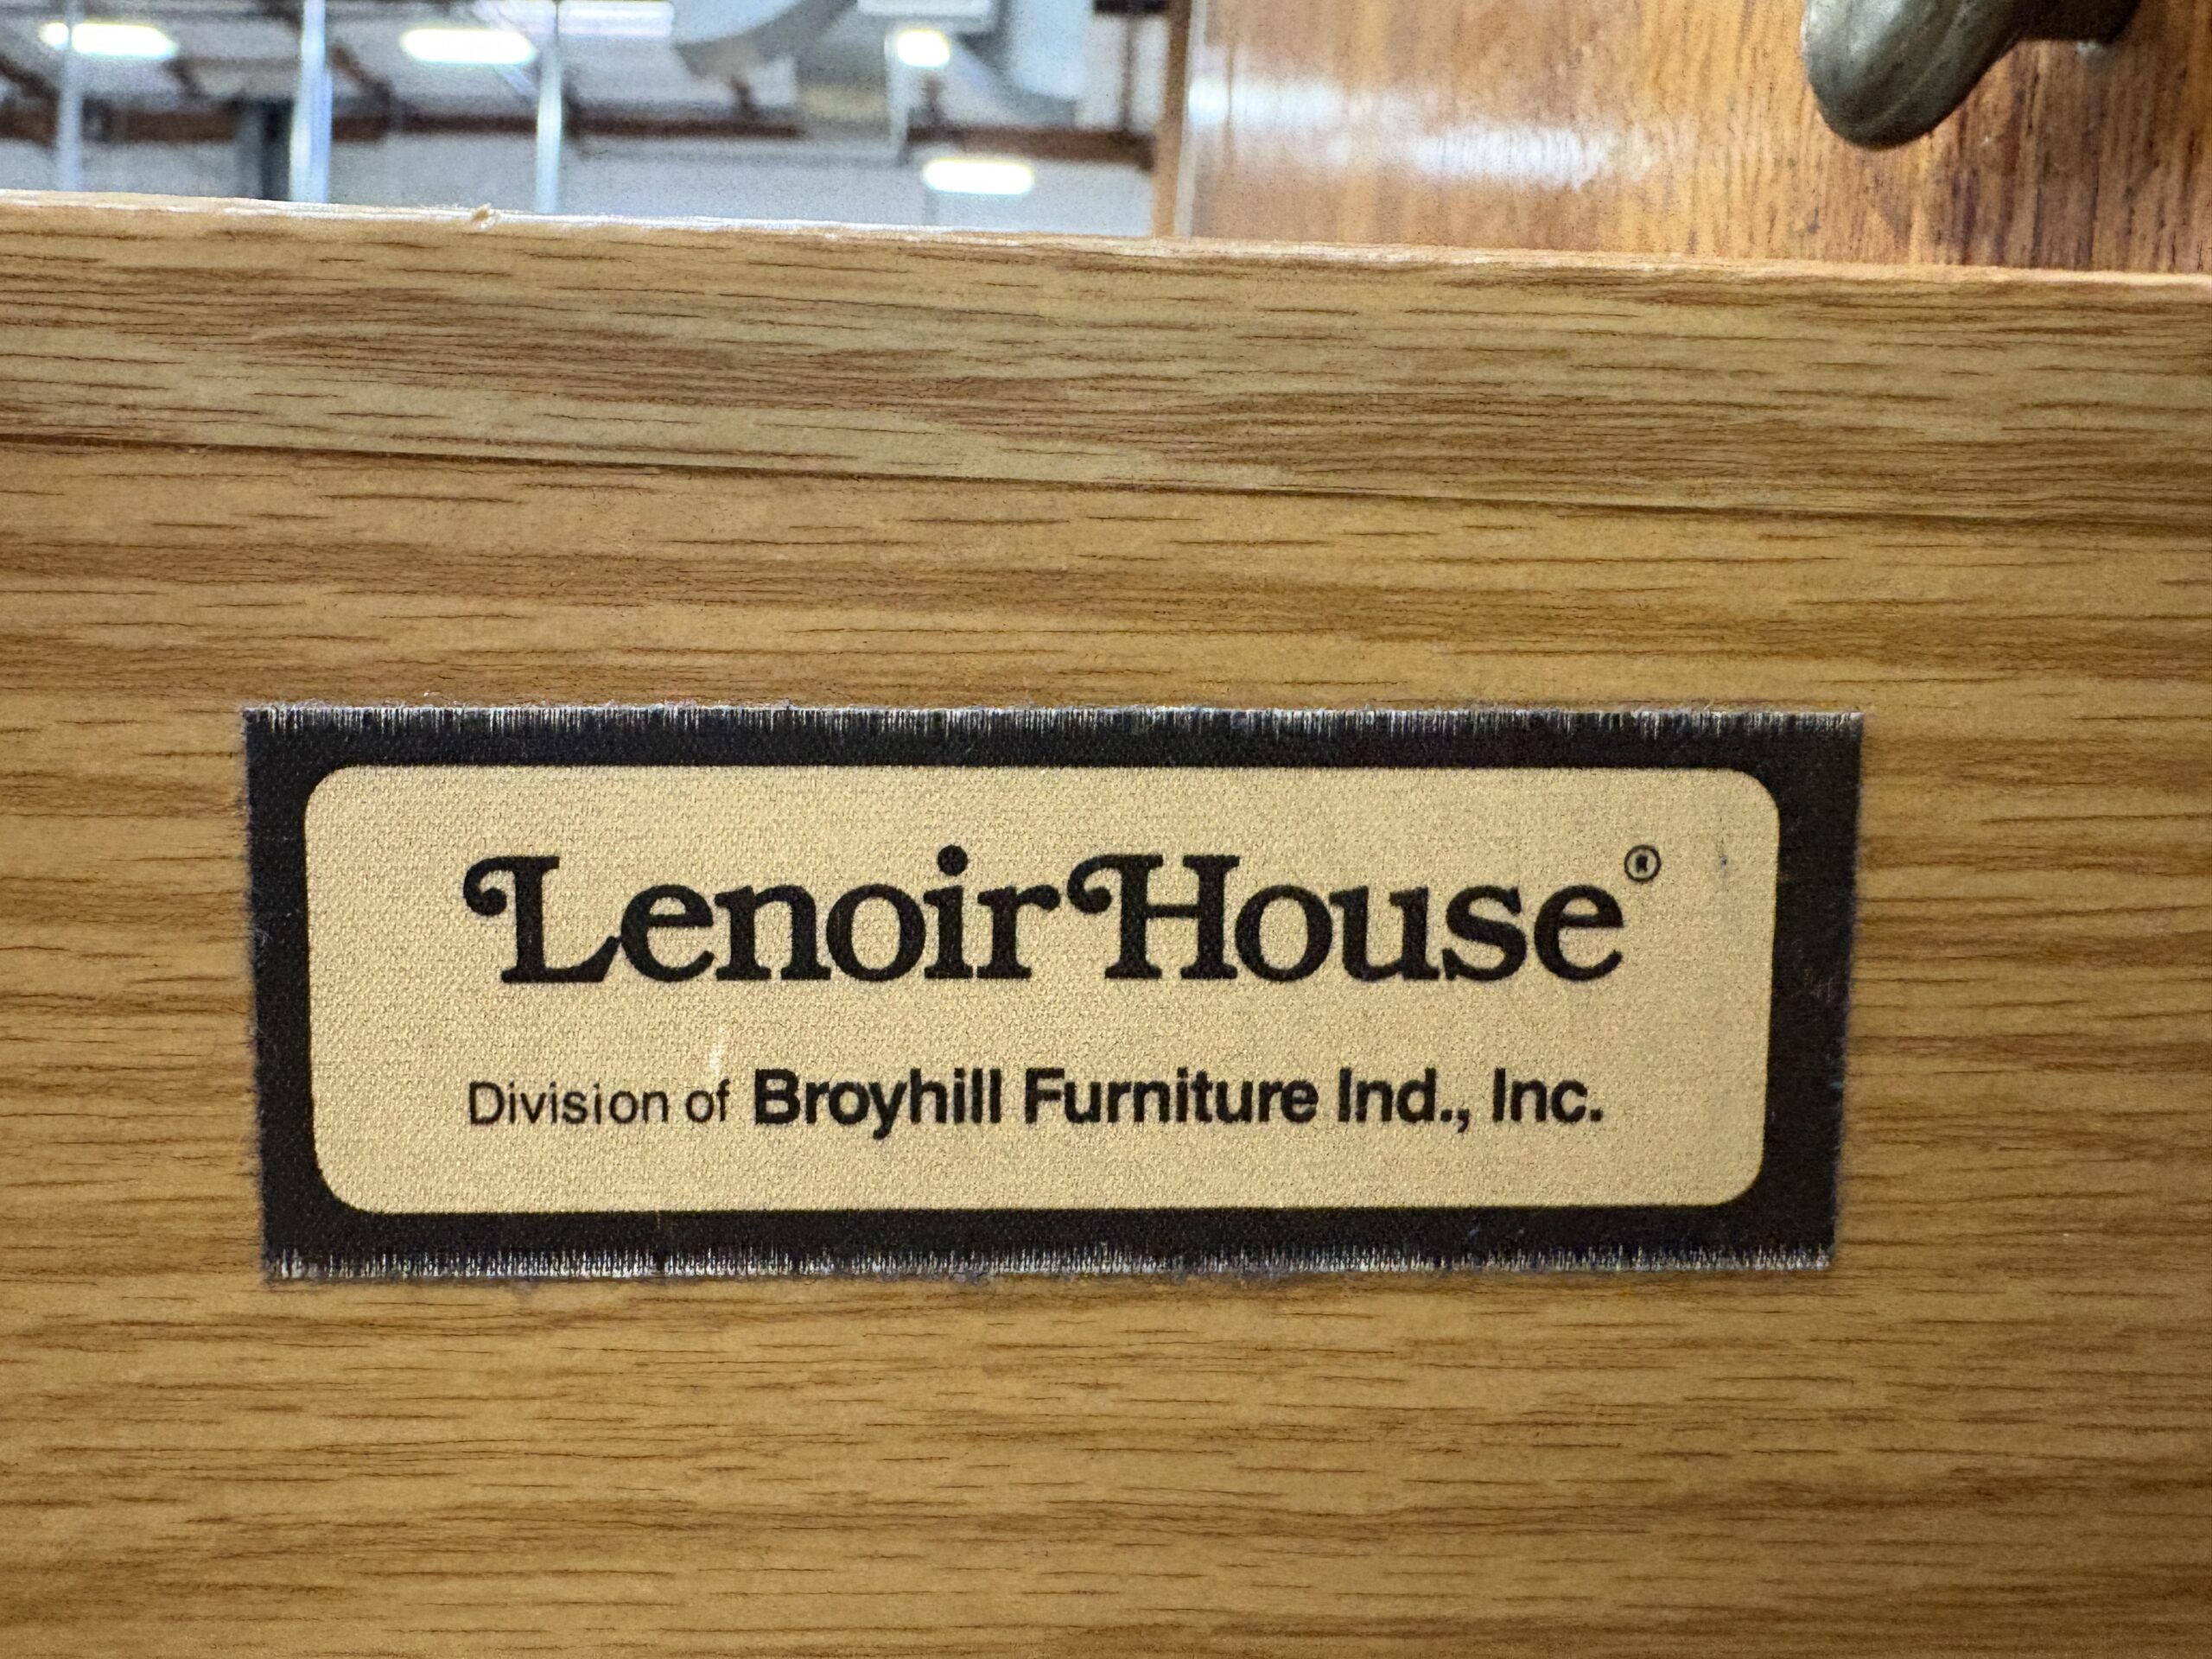 Lenoir House®
Division of Broyhill Furniture Ind., Inc.